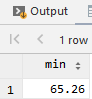 Output
1 row
min
1 65.26